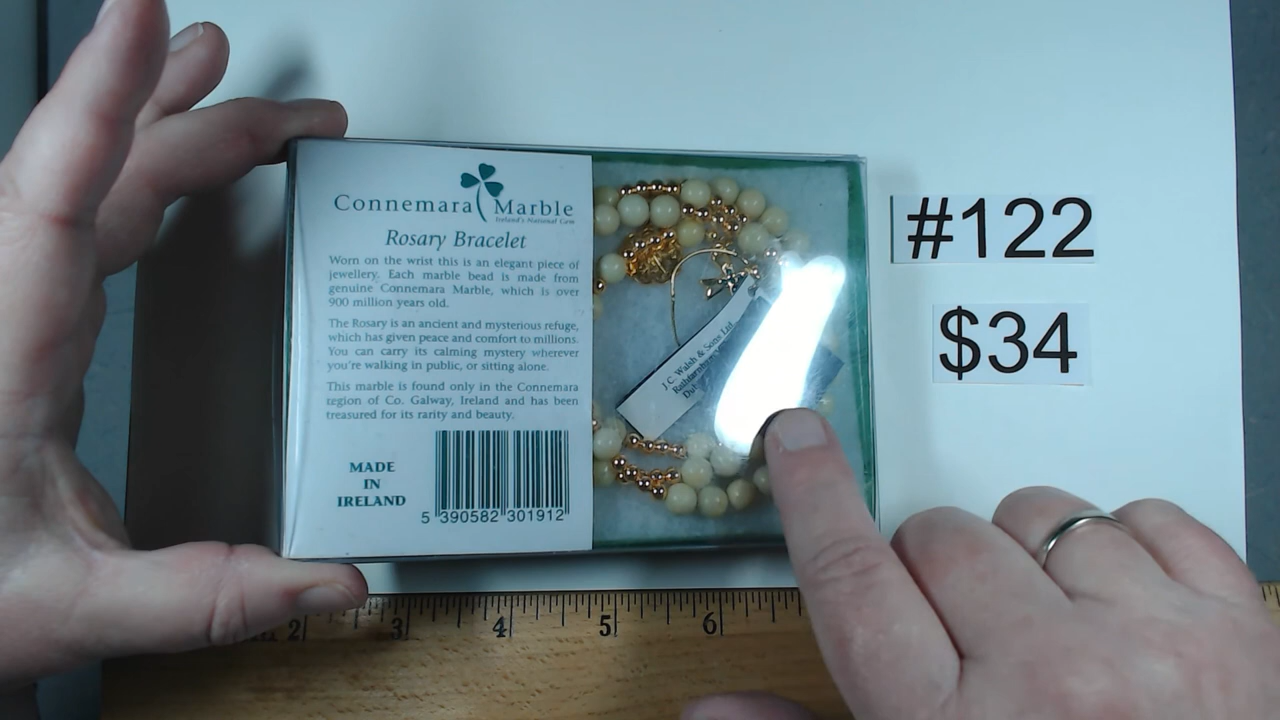 Connemara Marble
Ireland's National Gem
Rosary Bracelet
Worn on the wrist this is an elegant piece of
jewellery. Each marble bead is made from
genuine Connemara Marble, which is over
900 million years old.
The Rosary is an ancient and mysterious refuge,
which has given peace and comfort to millions.
You can carry its calming mystery wherever
you're walking in public, or sitting alone.
This marble is found only in the Connemara
region of Co. Galway, Ireland and has been
treasured for its rarity and beauty.
MADE
IN
IRELAND
5 390582 301912
J.C. Walsh & Sons Ltd
#122
$34
2 3 4 5 6